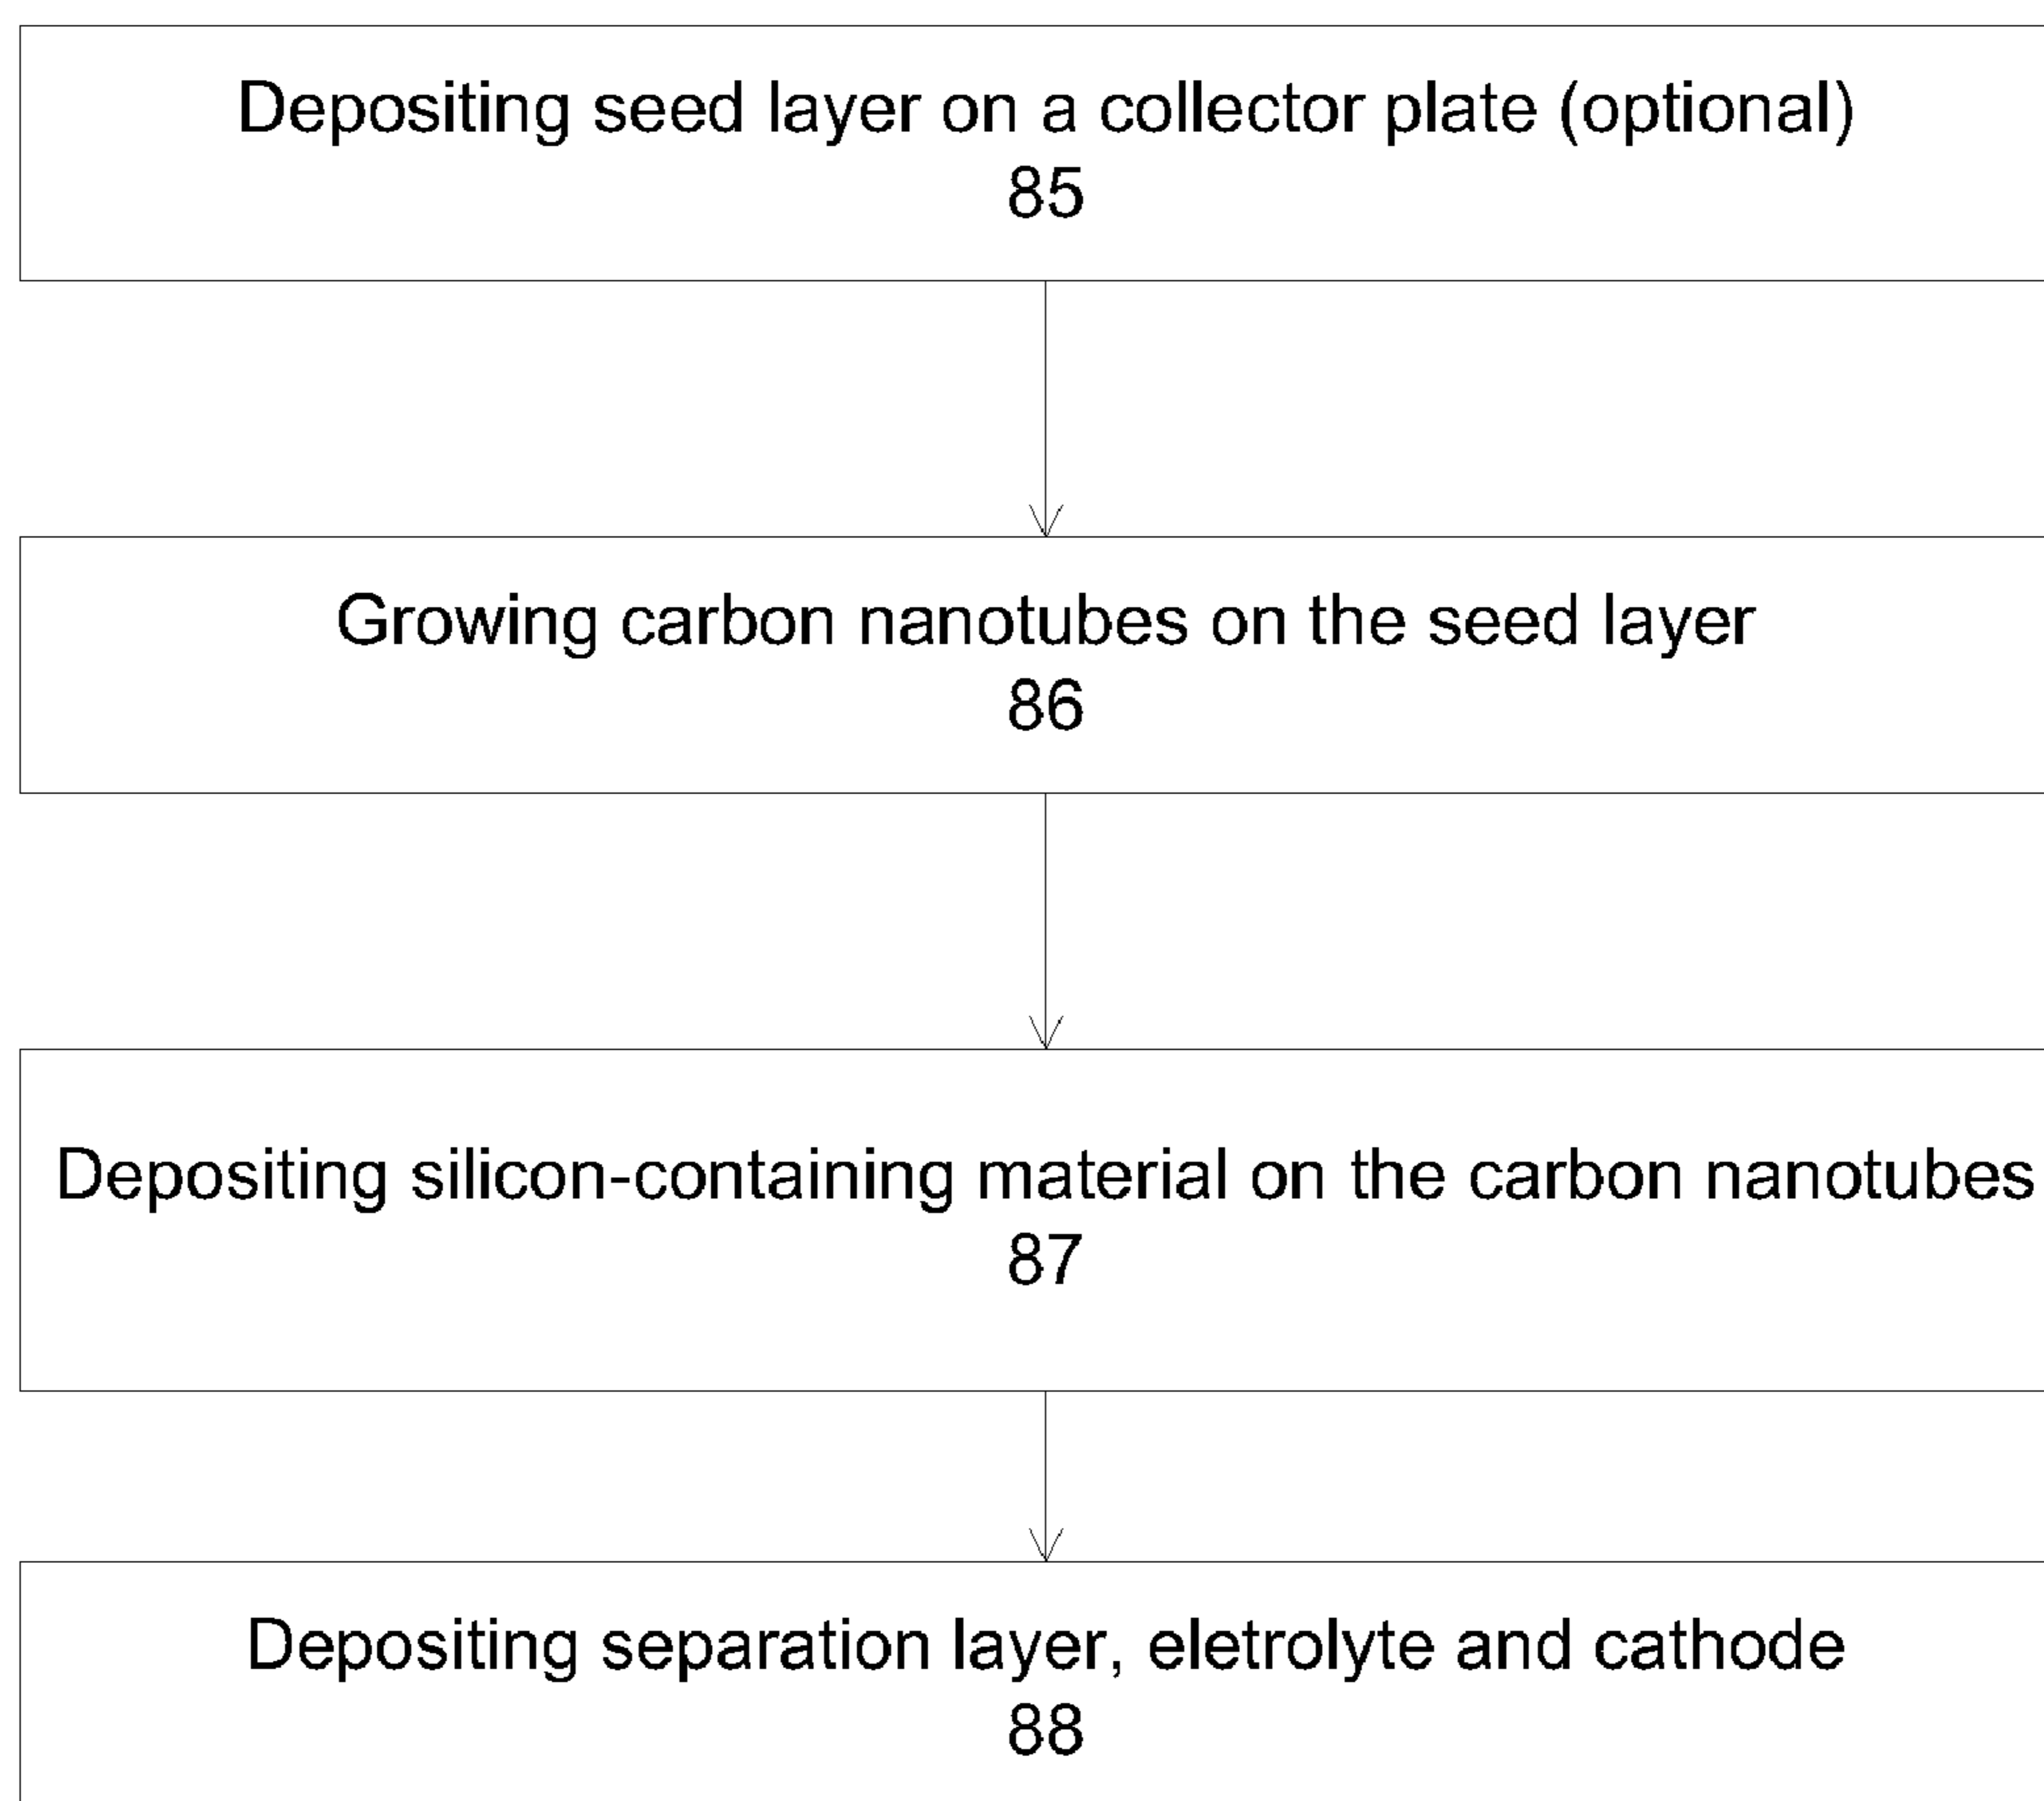 Depositing seed layer on a collector plate (optional)
85
Growing carbon nanotubes on the seed layer
86
Depositing silicon-containing material on the carbon nanotubes
87
Depositing separation layer, eletrolyte and cathode
88